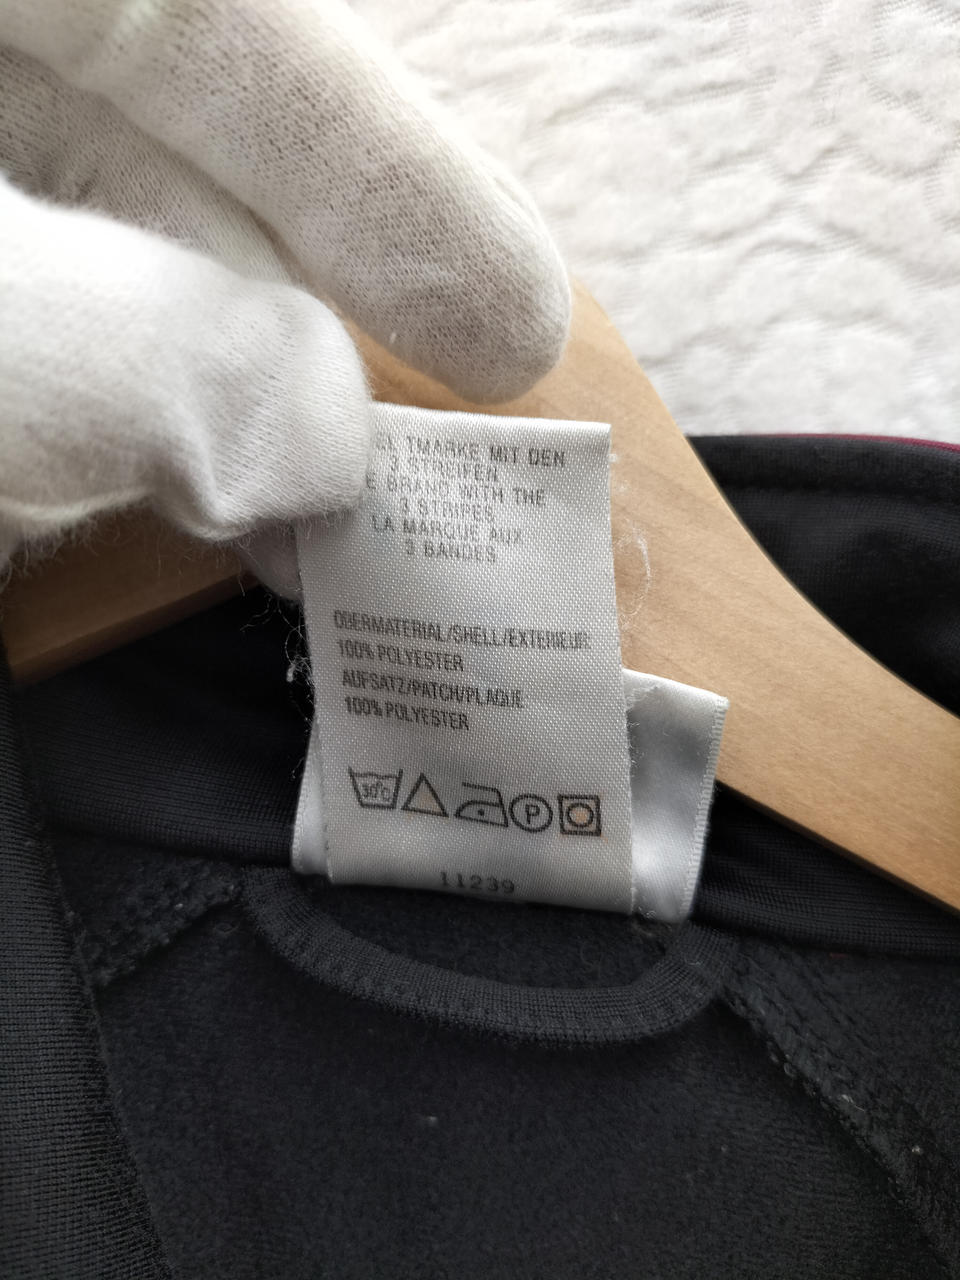 TMARKE MIT DEN
3 STREIFEN
E BRAND WITH THE
3 STRIPES
LA MARQUE AUX
3 BANDES
OBERMATERIAL/SHELL/EXTERIEUR:
100% POLYESTER
AUFSATZ/PATCH/PLAQUE
100% POLYESTER
30°C P
11239